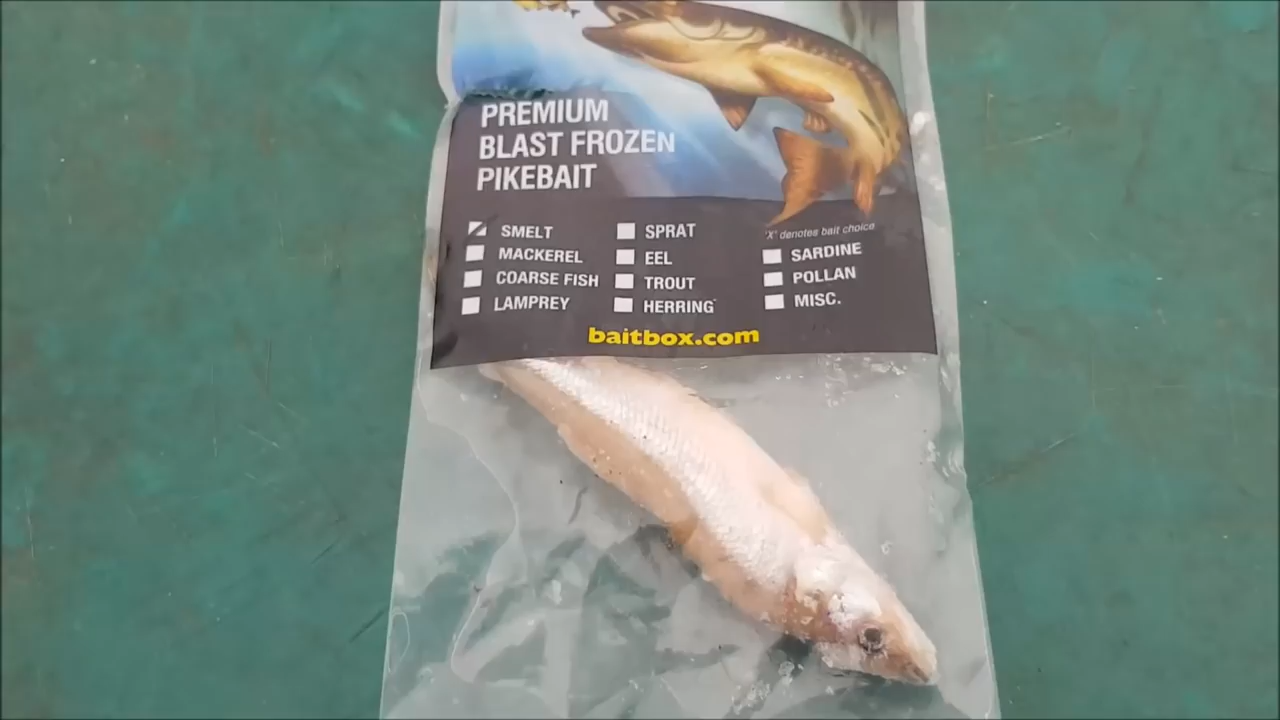 PREMIUM
BLAST FROZEN
PIKEBAIT
SMELT
MACKEREL
COARSE FISH
LAMPREY
SPRAT
EEL
TROUT
HERRING
'X' denotes bait choice
SARDINE
POLLAN
MISC.
baitbox.com